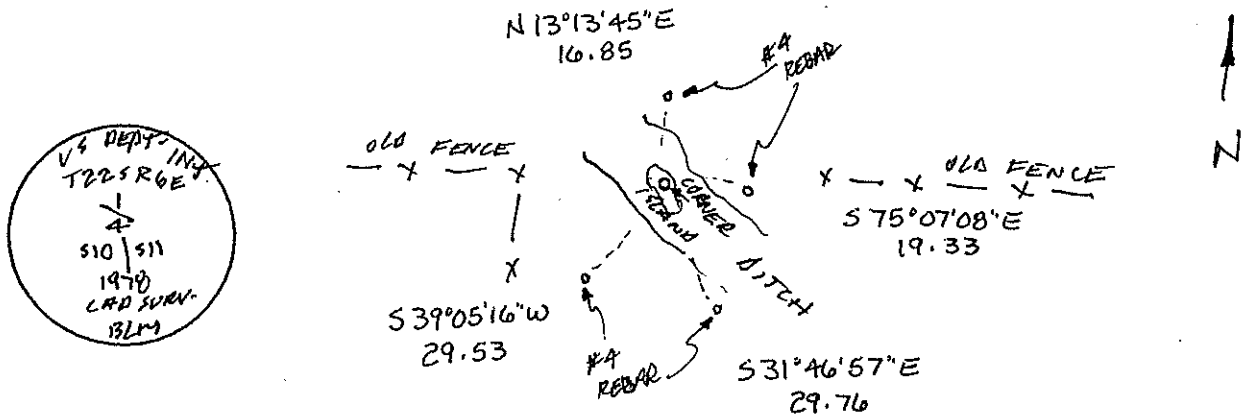 N 13°13'45"E
16.85
#4
REBAR
N
US DEPT. INT.
T22S R6E
1/4
S10 | S11
1978
CAD SURV.
BLM
OLD FENCE
CORNER
ISLAND
DITCH
OLD FENCE
S 75°07'08"E
19.33
S 39°05'16"W
29.53
#4
REBAR
S 31°46'57"E
29.76